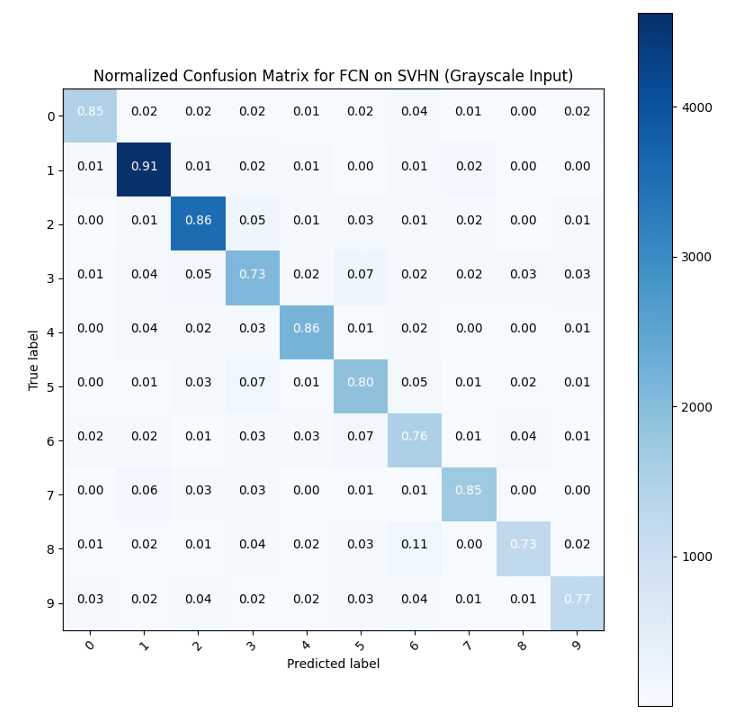 Normalized Confusion Matrix for FCN on SVHN (Grayscale Input)
0 0.85 0.02 0.02 0.02 0.01 0.02 0.04 0.01 0.00 0.02
1 0.01 0.91 0.01 0.02 0.01 0.00 0.01 0.02 0.00 0.00
2 0.00 0.01 0.86 0.05 0.01 0.03 0.01 0.02 0.00 0.01
3 0.01 0.04 0.05 0.73 0.02 0.07 0.02 0.02 0.03 0.03
4 0.00 0.04 0.02 0.03 0.86 0.01 0.02 0.00 0.00 0.01
5 0.00 0.01 0.03 0.07 0.01 0.80 0.05 0.01 0.02 0.01
6 0.02 0.02 0.01 0.03 0.03 0.07 0.76 0.01 0.04 0.01
7 0.00 0.06 0.03 0.03 0.00 0.01 0.01 0.85 0.00 0.00
8 0.01 0.02 0.01 0.04 0.02 0.03 0.11 0.00 0.73 0.02
9 0.03 0.02 0.04 0.02 0.02 0.03 0.04 0.01 0.01 0.77
0 1 2 3 4 5 6 7 8 9
Predicted label
True label
4000
3000
2000
1000